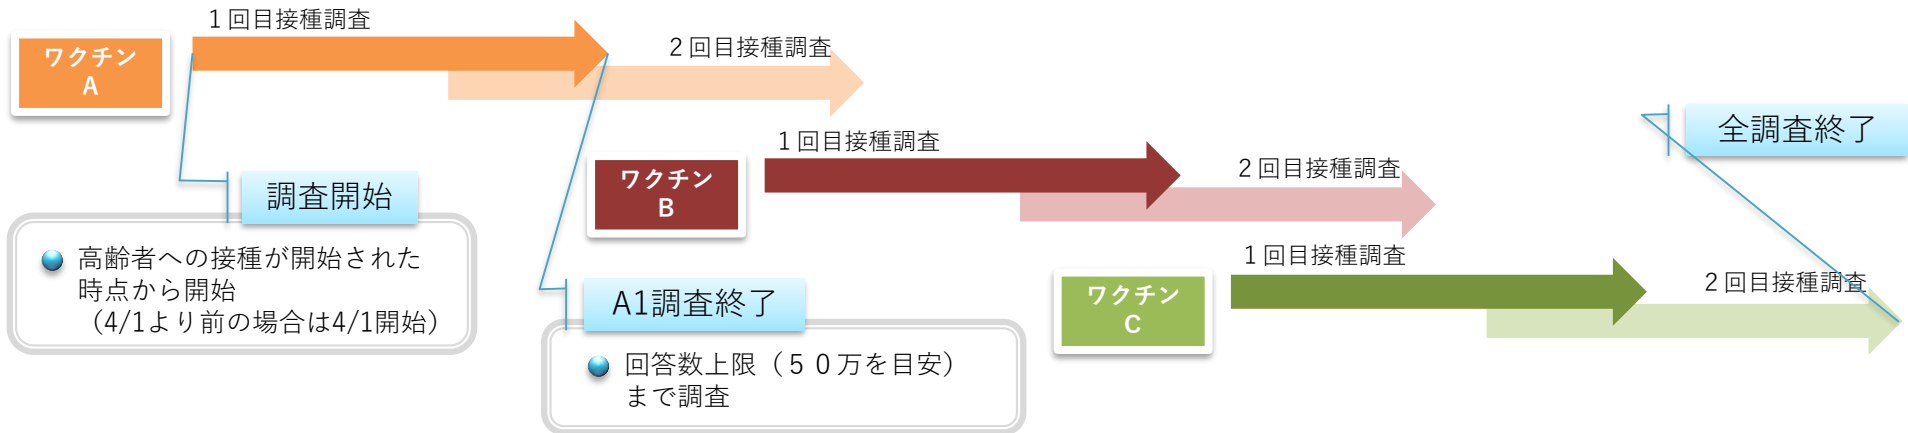 1回目接種調査
ワクチン
A
2回目接種調査
1回目接種調査
ワクチン
B
2回目接種調査
全調査終了
調査開始
高齢者への接種が開始された
時点から開始
（4/1より前の場合は4/1開始）
1回目接種調査
ワクチン
C
2回目接種調査
A1調査終了
回答数上限（５０万を目安）
まで調査